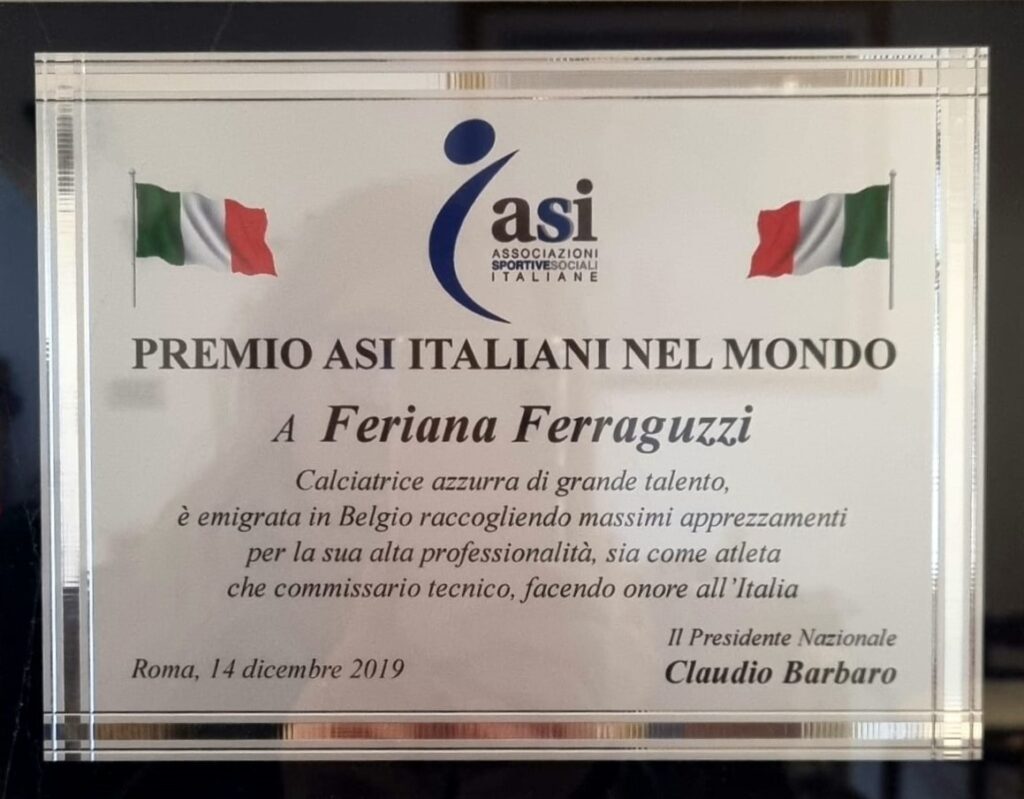 asi
ASSOCIAZIONI
SPORTIVESOCIALI
ITALIANE
PREMIO ASI ITALIANI NEL MONDO
A Feriana Ferraguzzi
Calciatrice azzurra di grande talento,
è emigrata in Belgio raccogliendo massimi apprezzamenti
per la sua alta professionalità, sia come atleta
che commissario tecnico, facendo onore all'Italia
Il Presidente Nazionale
Roma, 14 dicembre 2019
Claudio Barbaro